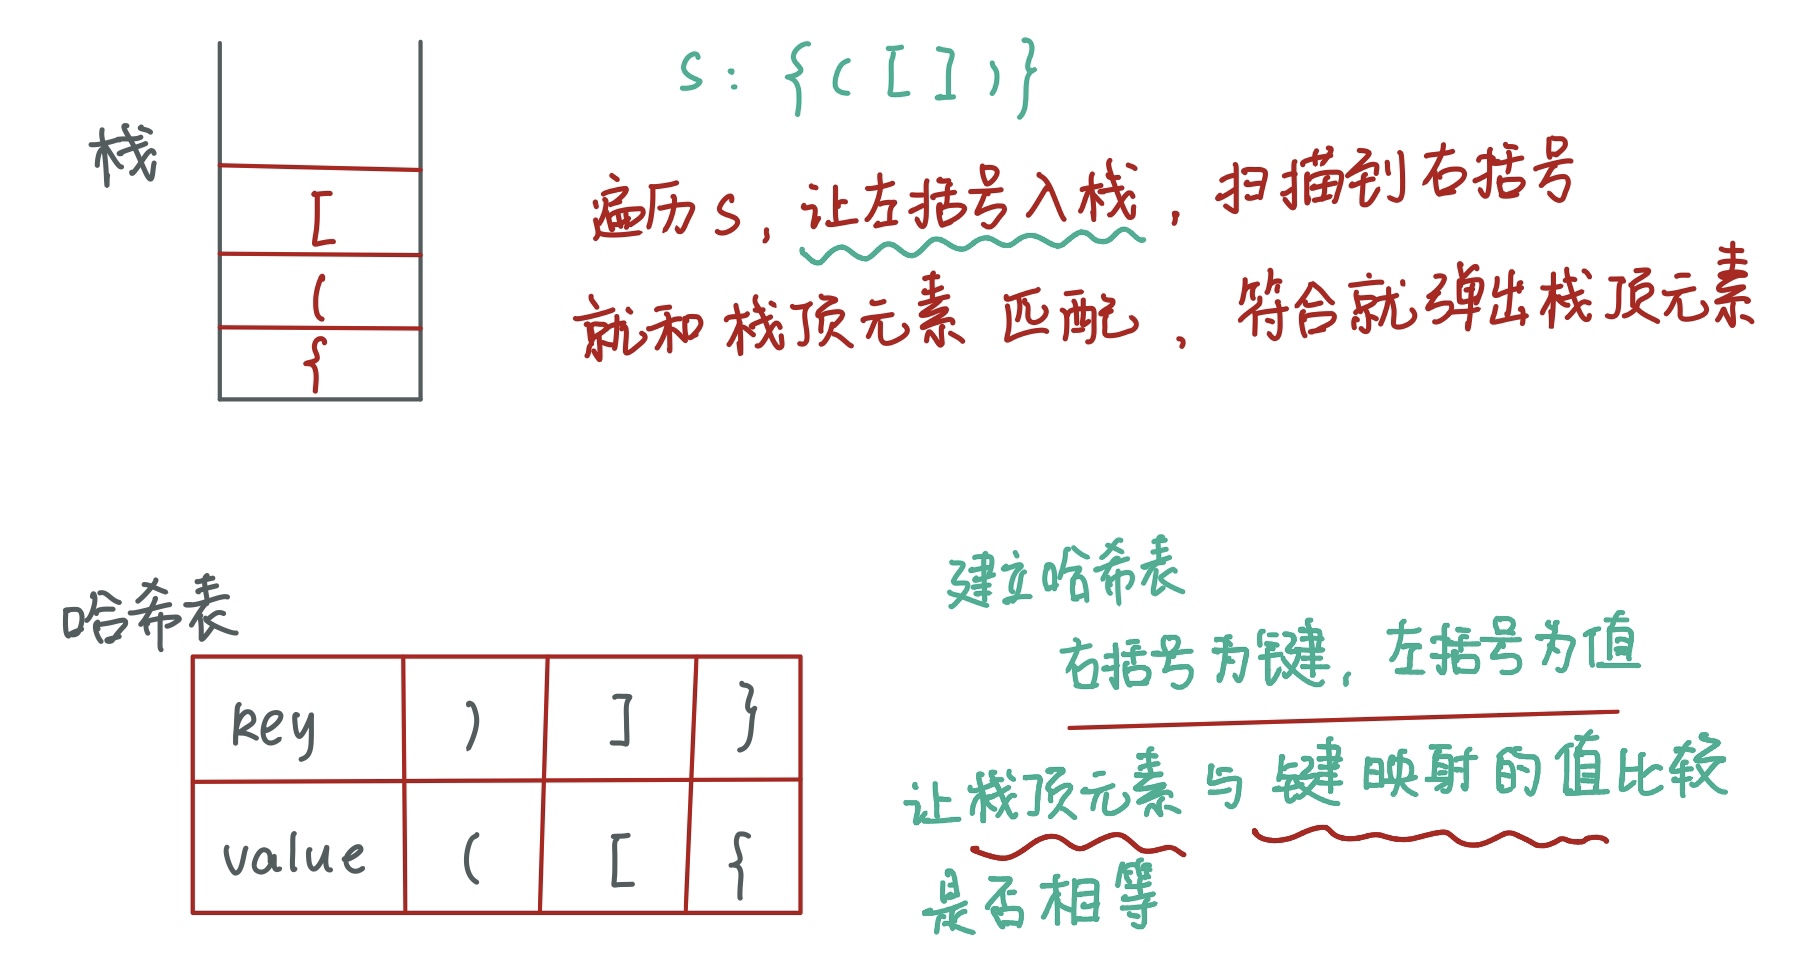 栈
[
(
{
s: {([])}
遍历s,让左括号入栈,扫描到右括号
就和栈顶元素匹配,符合就弹出栈顶元素
哈希表
key ) ] }
value ( [ {
建立哈希表
右括号为键,左括号为值
让栈顶元素与键映射的值比较
是否相等